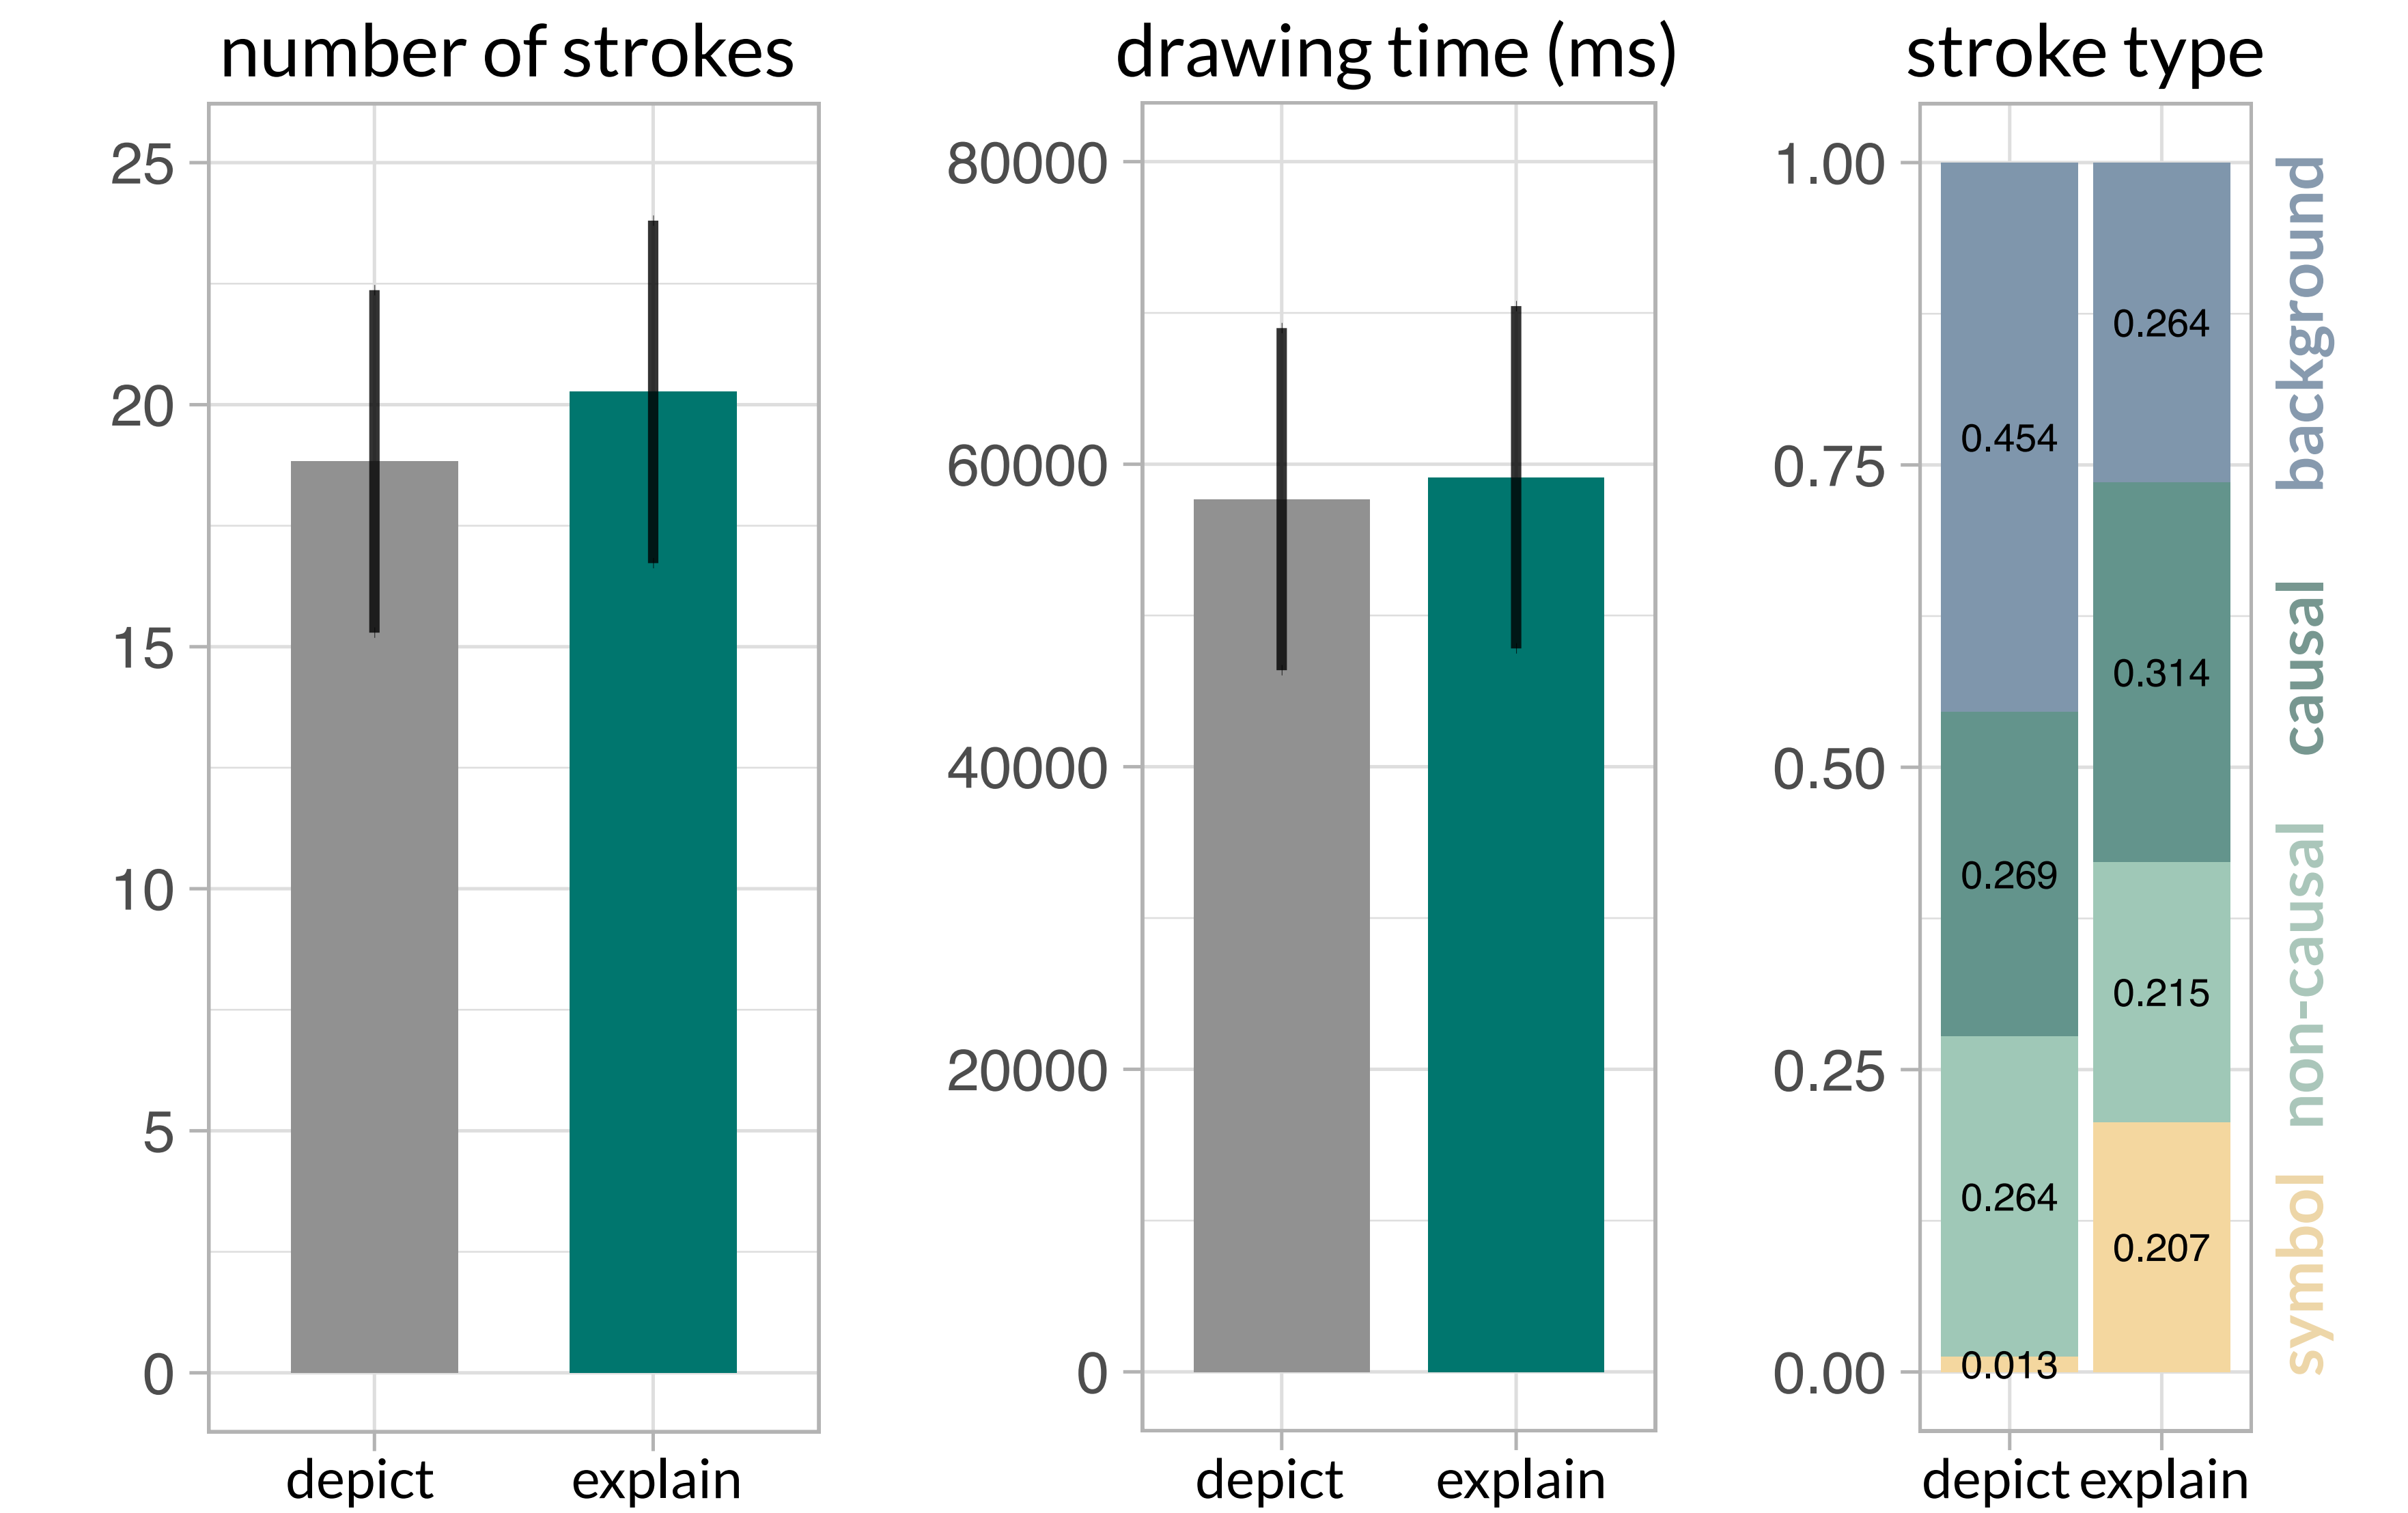 number of strokes
25
20
15
10
5
0
depict explain
drawing time (ms)
80000
60000
40000
20000
0
depict explain
stroke type
1.00
0.75
0.50
0.25
0.00
0.454
0.269
0.264
0.013
0.264
0.314
0.215
0.207
depict explain
background
causal
non-causal
symbol